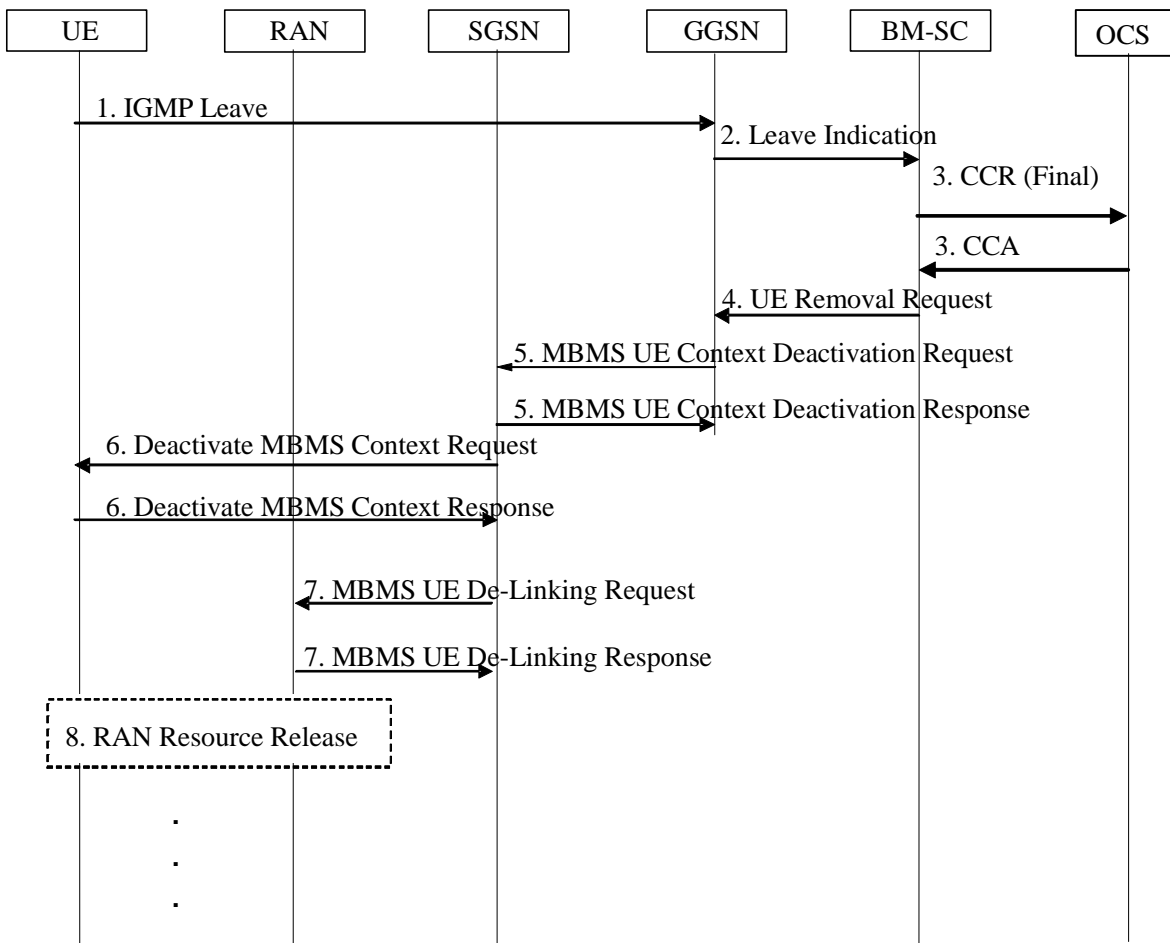 UE
RAN
SGSN
GGSN
BM-SC
OCS
1. IGMP Leave
2. Leave Indication
3. CCR (Final)
3. CCA
4. UE Removal Request
5. MBMS UE Context Deactivation Request
5. MBMS UE Context Deactivation Response
6. Deactivate MBMS Context Request
6. Deactivate MBMS Context Response
7. MBMS UE De-Linking Request
7. MBMS UE De-Linking Response
8. RAN Resource Release
.
.
.